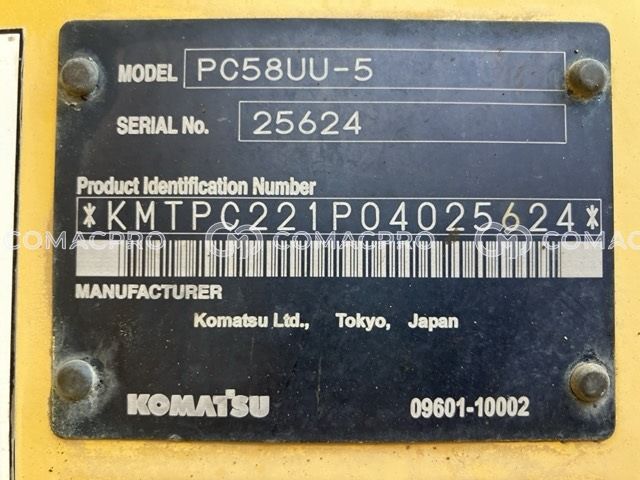 MODEL PC58UU-5
SERIAL No. 25624
Product Identification Number
*KMTPC221P04025624*
COMACPRO COMACPRO COMACPRO
MANUFACTURER
Komatsu Ltd., Tokyo, Japan
KOMATSU 09601-10002